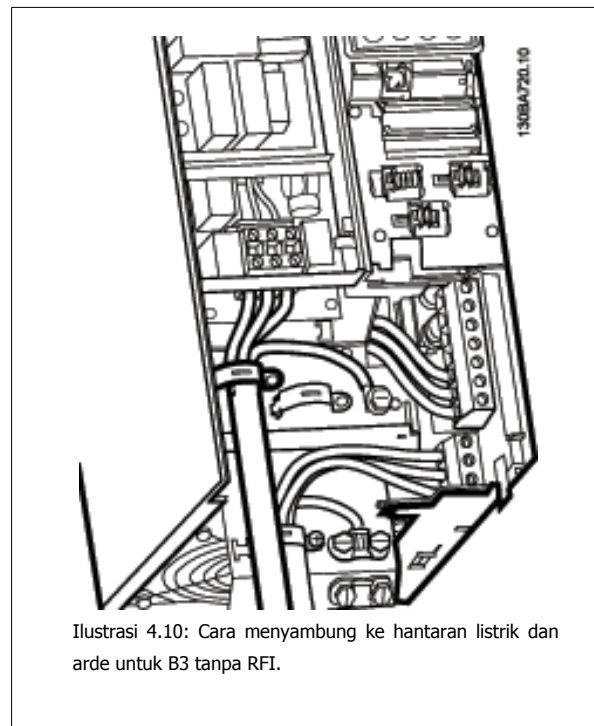 130BA720.10
Ilustrasi 4.10: Cara menyambung ke hantaran listrik dan
arde untuk B3 tanpa RFI.